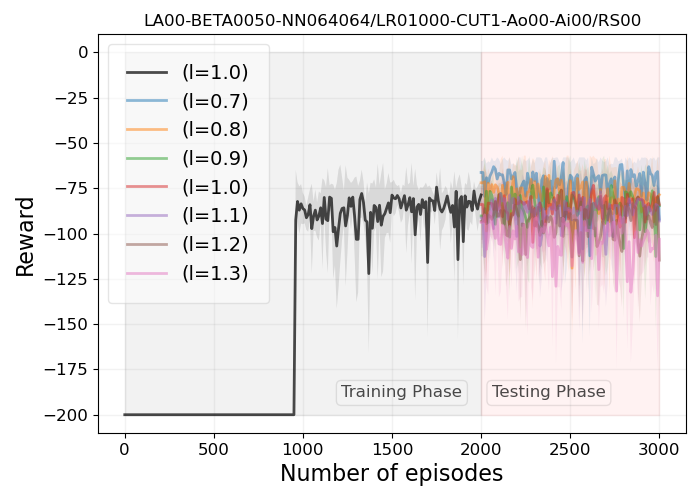 LA00-BETA0050-NN064064/LR01000-CUT1-Ao00-Ai00/RS00
0
−25
−50
−75
−100
−125
−150
−175
−200
Reward
(l=1.0)
(l=0.7)
(l=0.8)
(l=0.9)
(l=1.0)
(l=1.1)
(l=1.2)
(l=1.3)
Training Phase
Testing Phase
0
500
1000
1500
2000
2500
3000
Number of episodes